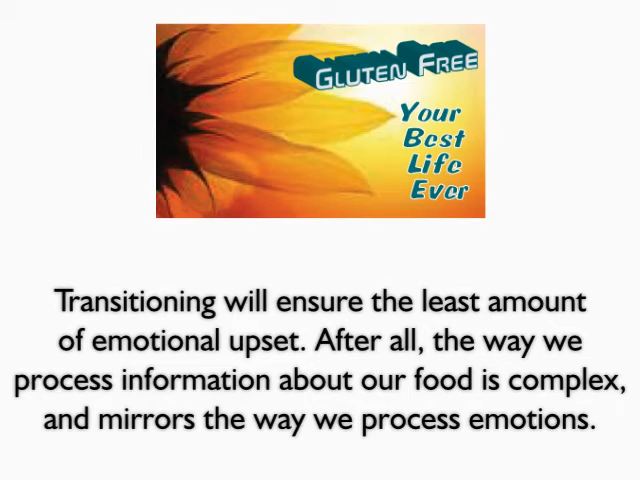 GLUTEN FREE
Your
Best
Life
Ever
Transitioning will ensure the least amount
of emotional upset. After all, the way we
process information about our food is complex,
and mirrors the way we process emotions.